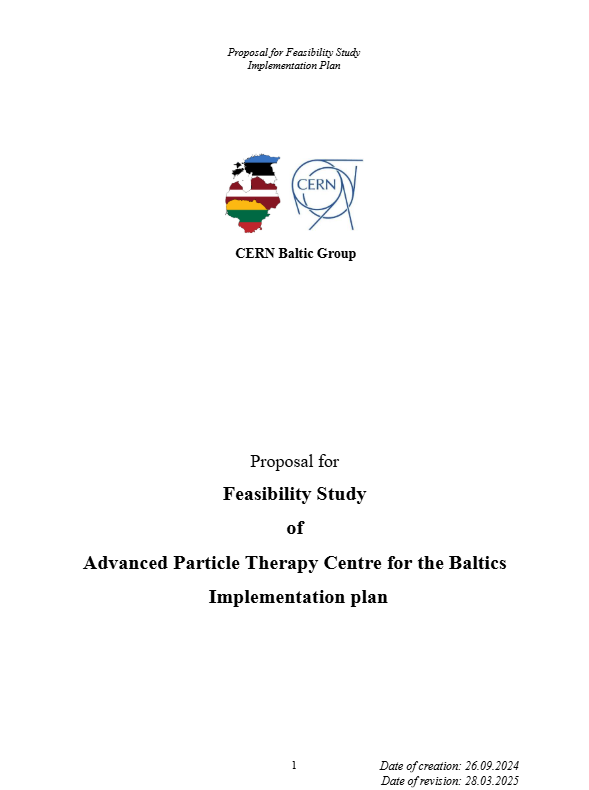 Proposal for Feasibility Study
Implementation Plan
CERN
CERN Baltic Group
Proposal for
Feasibility Study
of
Advanced Particle Therapy Centre for the Baltics
Implementation plan
1
Date of creation: 26.09.2024
Date of revision: 28.03.2025